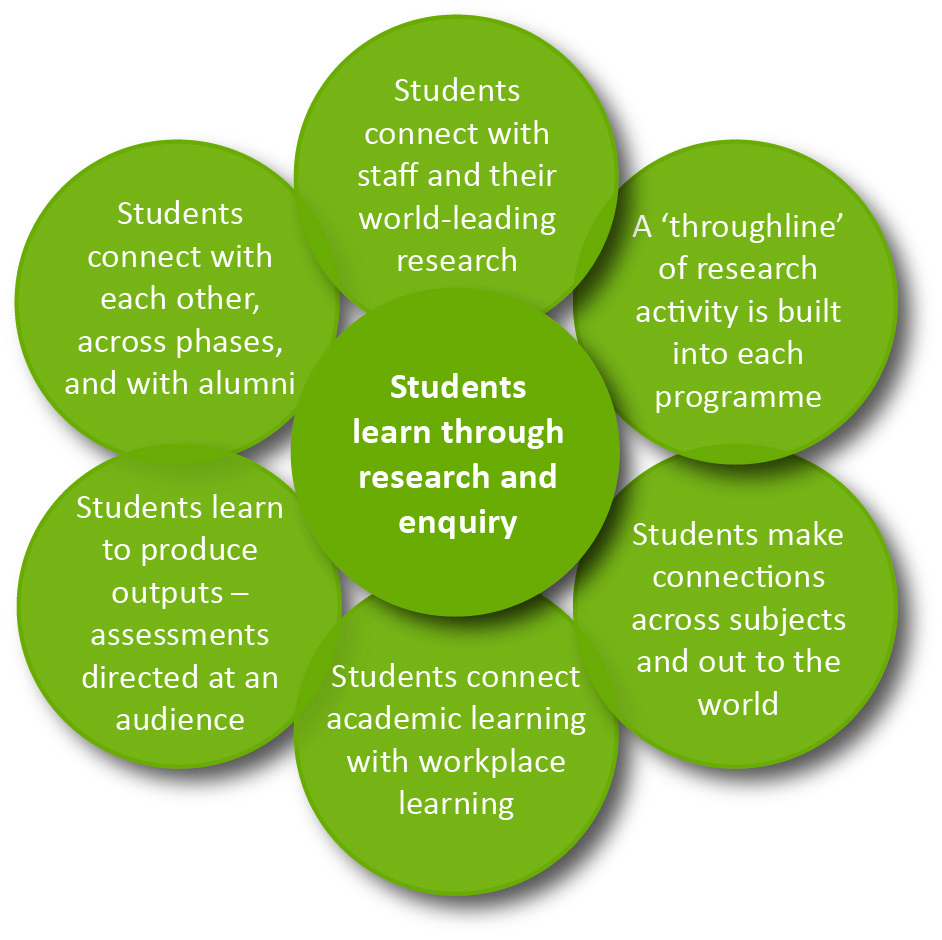 Students
connect with
staff and their
world-leading
research
A ‘throughline’
of research
activity is built
into each
programme
Students make
connections
across subjects
and out to the
world
Students connect
academic learning
with workplace
learning
Students learn
to produce
outputs –
assessments
directed at an
audience
Students
connect with
each other,
across phases,
and with alumni
Students
learn through
research and
enquiry